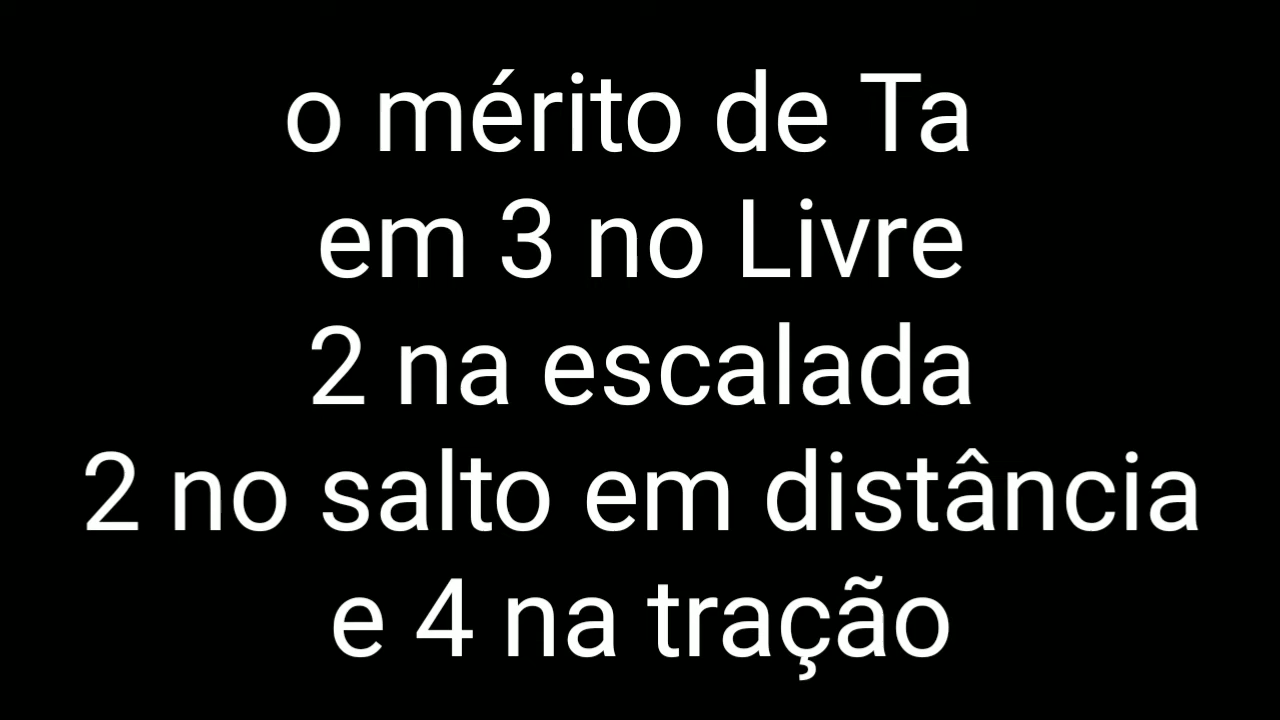 o mérito de Ta
em 3 no Livre
2 na escalada
2 no salto em distância
e 4 na tração